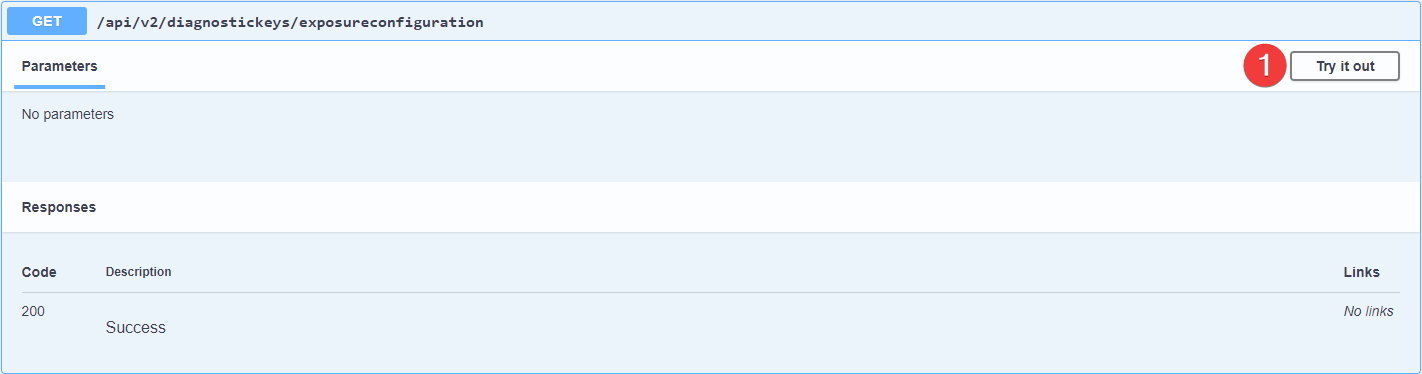 GET /api/v2/diagnostickeys/exposureconfiguration
Parameters 1 Try it out
No parameters
Responses
Code Description Links
200 Success No links